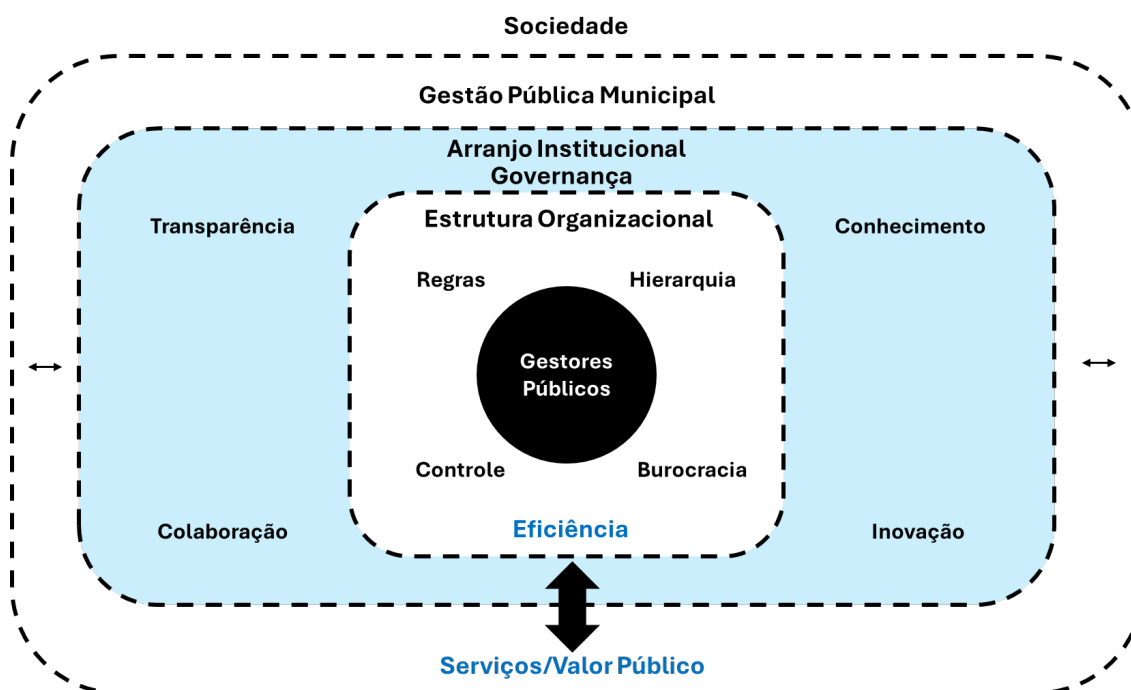 Sociedade
Gestão Pública Municipal
Arranjo Institucional
Governança
Estrutura Organizacional
Transparência
Conhecimento
Regras
Hierarquia
Gestores
Públicos
Controle
Burocracia
Eficiência
Colaboração
Inovação
Serviços/Valor Público